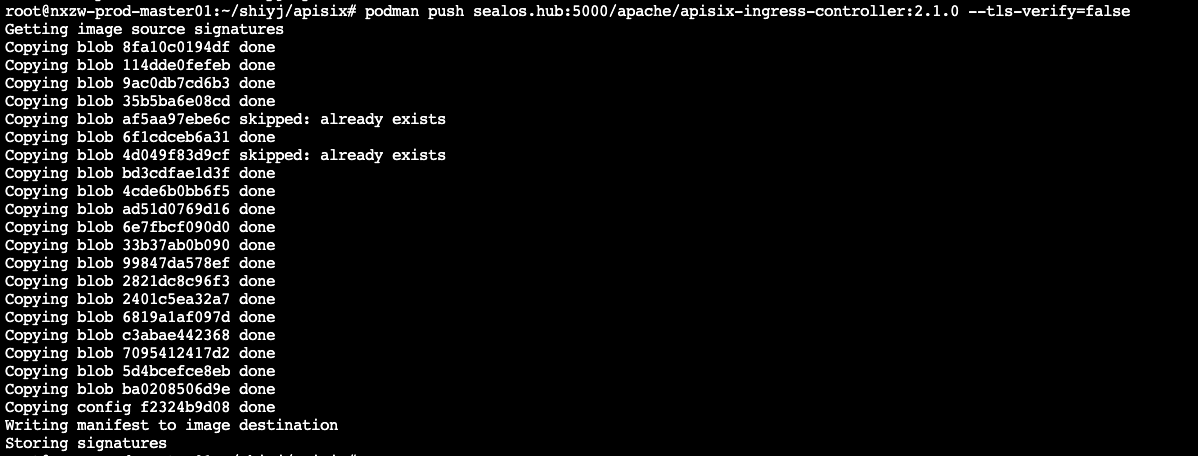 root@nxzw-prod-master01:~/shiyj/apisix# podman push sealos.hub:5000/apache/apisix-ingress-controller:2.1.0 --tls-verify=false
Getting image source signatures
Copying blob 8fa10c0194df done
Copying blob 114dde0fefeb done
Copying blob 9ac0db7cd6b3 done
Copying blob 35b5ba6e08cd done
Copying blob af5aa97ebe6c skipped: already exists
Copying blob 6f1cdceb6a31 done
Copying blob 4d049f83d9cf skipped: already exists
Copying blob bd3cdfae1d3f done
Copying blob 4cde6b0bb6f5 done
Copying blob ad51d0769d16 done
Copying blob 6e7fbcf090d0 done
Copying blob 33b37ab0b090 done
Copying blob 99847da578ef done
Copying blob 2821dc8c96f3 done
Copying blob 2401c5ea32a7 done
Copying blob 6819a1af097d done
Copying blob c3abae442368 done
Copying blob 7095412417d2 done
Copying blob 5d4bcefce8eb done
Copying blob ba0208506d9e done
Copying config f2324b9d08 done
Writing manifest to image destination
Storing signatures